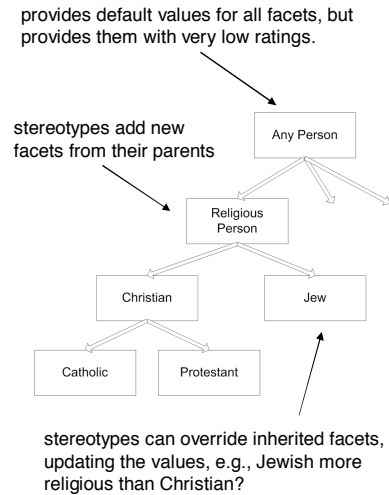 provides default values for all facets, but
provides them with very low ratings.
Any Person
stereotypes add new
facets from their parents
Religious
Person
Christian
Jew
Catholic
Protestant
stereotypes can override inherited facets,
updating the values, e.g., Jewish more
religious than Christian?